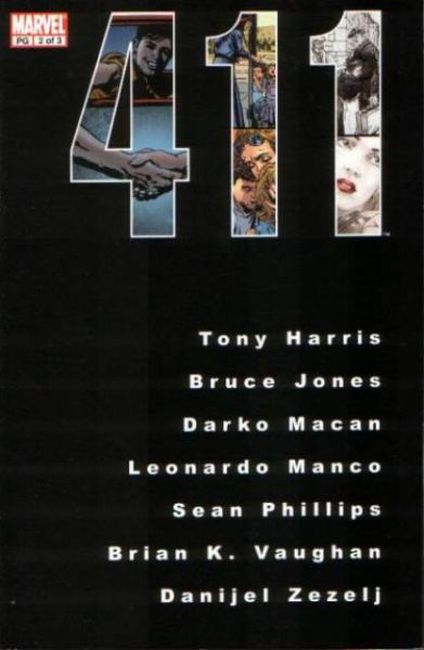 MARVEL
PG 2 of 3
411
TM
Tony Harris
Bruce Jones
Darko Macan
Leonardo Manco
Sean Phillips
Brian K. Vaughan
Danijel Zezelj